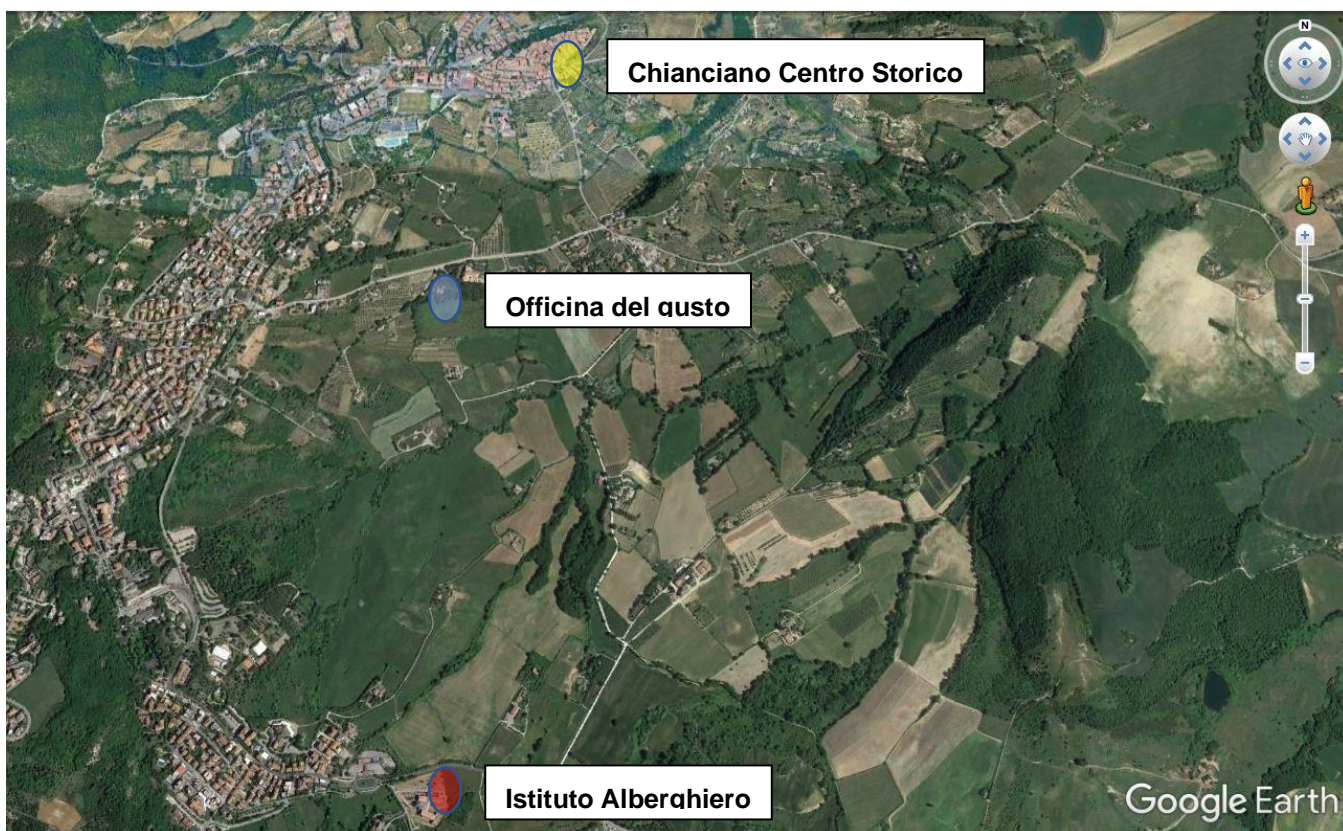 N
Chianciano Centro Storico
Officina del gusto
Istituto Alberghiero
Google Earth